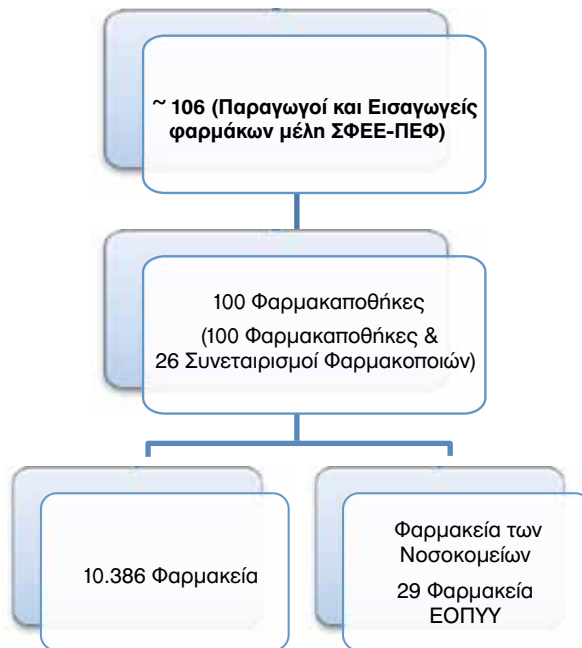 ~ 106 (Παραγωγοί και Εισαγωγείς
φαρμάκων μέλη ΣΦΕΕ-ΠΕΦ)
100 Φαρμακαποθήκες
(100 Φαρμακαποθήκες &
26 Συνεταιρισμοί Φαρμακοποιών)
10.386 Φαρμακεία
Φαρμακεία των
Νοσοκομείων
29 Φαρμακεία
ΕΟΠΥΥ